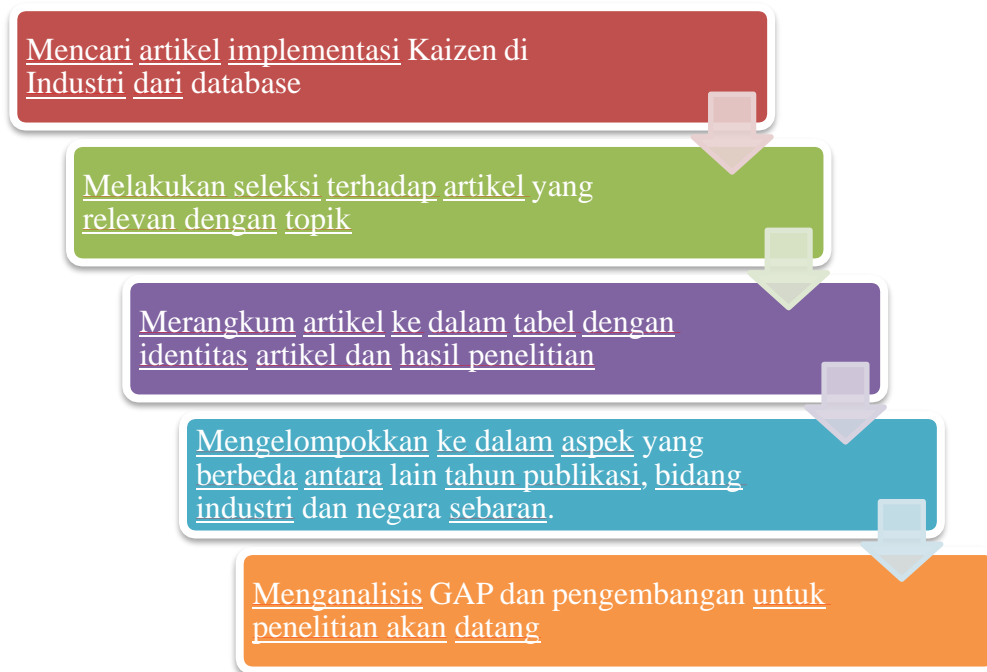 Mencari artikel implementasi Kaizen di
Industri dari database
Melakukan seleksi terhadap artikel yang
relevan dengan topik
Merangkum artikel ke dalam tabel dengan
identitas artikel dan hasil penelitian
Mengelompokkan ke dalam aspek yang
berbeda antara lain tahun publikasi, bidang
industri dan negara sebaran.
Menganalisis GAP dan pengembangan untuk
penelitian akan datang